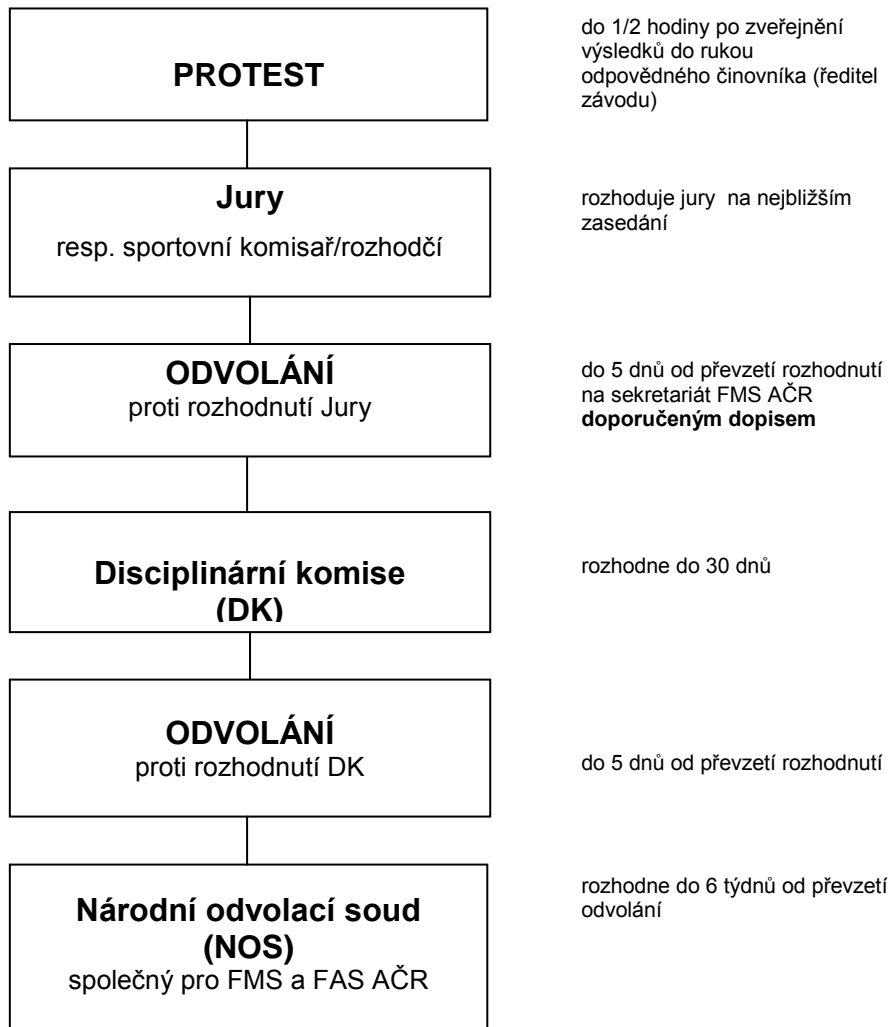 PROTEST
do 1/2 hodiny po zveřejnění
výsledků do rukou
odpovědného činovníka (ředitel
závodu)
Jury
resp. sportovní komisař/rozhodčí
rozhoduje jury na nejbližším
zasedání
ODVOLÁNÍ
proti rozhodnutí Jury
do 5 dnů od převzetí rozhodnutí
na sekretariát FMS AČR
doporučeným dopisem
Disciplinární komise
(DK)
rozhodne do 30 dnů
ODVOLÁNÍ
proti rozhodnutí DK
do 5 dnů od převzetí rozhodnutí
Národní odvolací soud
(NOS)
společný pro FMS a FAS AČR
rozhodne do 6 týdnů od převzetí
odvolání